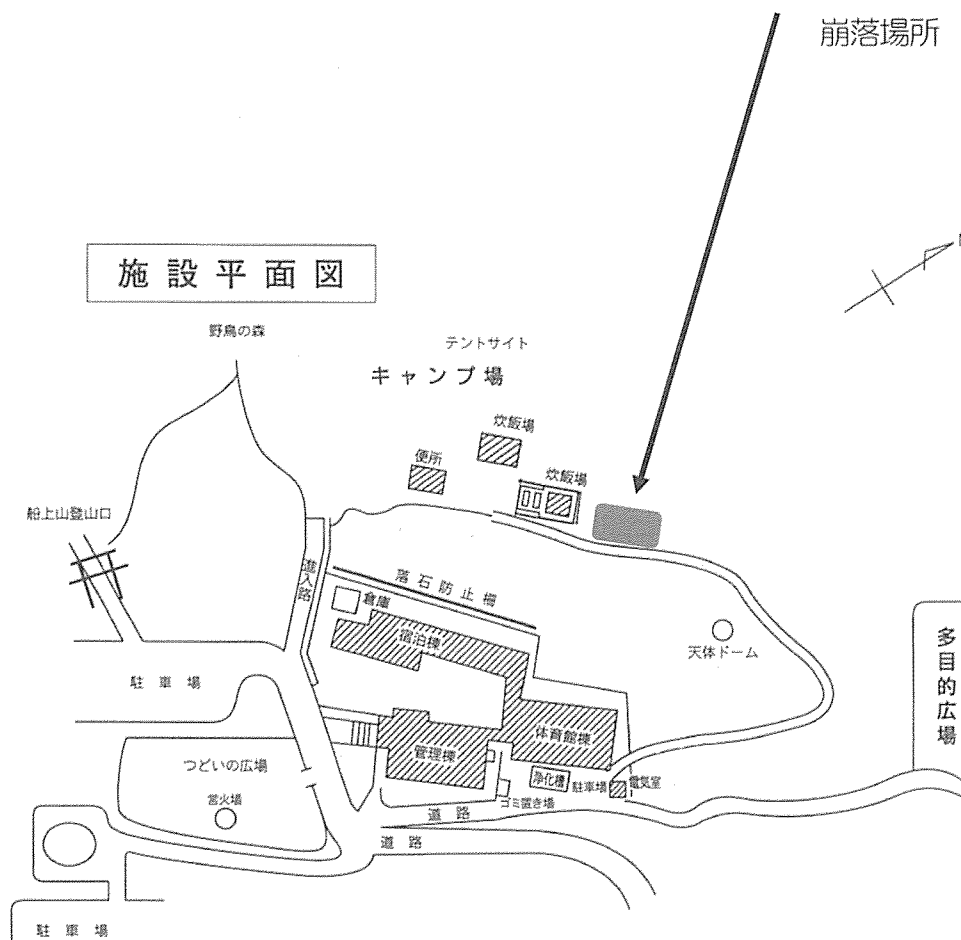 崩落場所
N
施設平面図
野鳥の森
テントサイト
キャンプ場
炊飯場
便所
炊飯場
船上山登山口
進入路
落石防止柵
倉庫
宿泊棟
天体ドーム
多目的広場
駐車場
体育館棟
管理棟
つどいの広場
浄化槽
駐車場
電気室
営火場
ゴミ置き場
道路
道路
駐車場